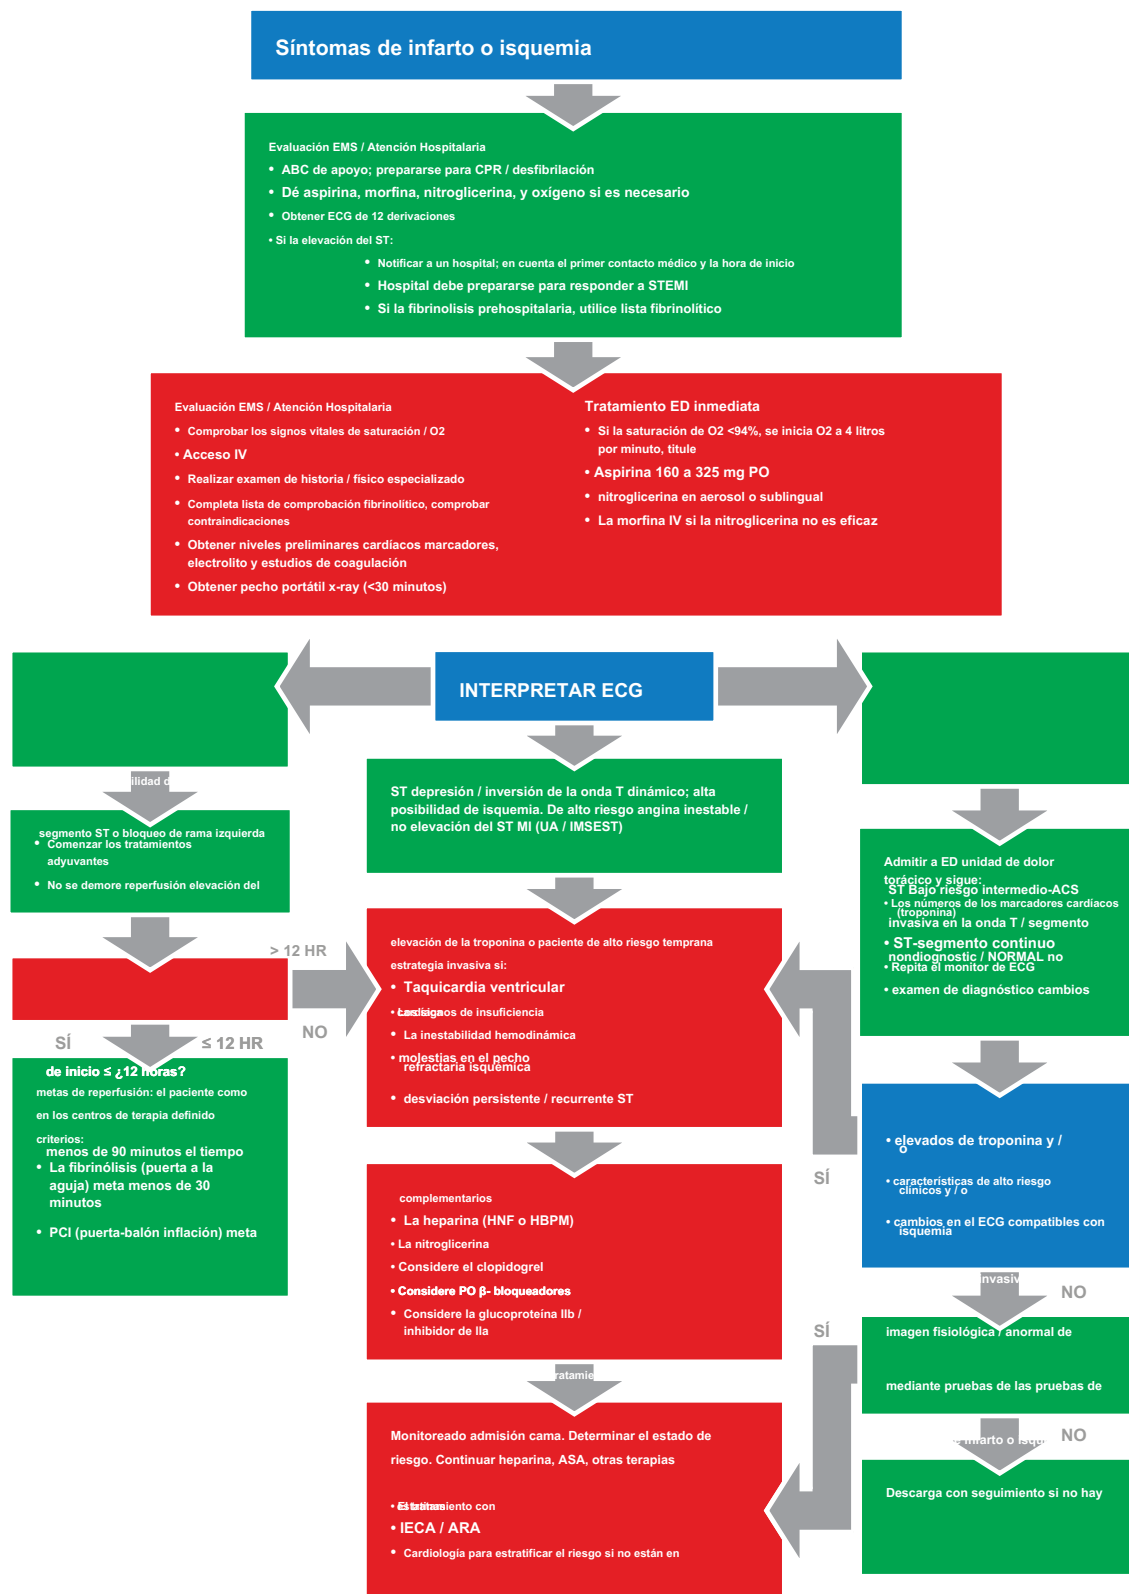 Síntomas de infarto o isquemia
Evaluación EMS / Atención Hospitalaria
• ABC de apoyo; prepararse para CPR / desfibrilación
• Dé aspirina, morfina, nitroglicerina, y oxígeno si es necesario
• Obtener ECG de 12 derivaciones
• Si la elevación del ST:
• Notificar a un hospital; en cuenta el primer contacto médico y la hora de inicio
• Hospital debe prepararse para responder a STEMI
• Si la fibrinolisis prehospitalaria, utilice lista fibrinolítico
Evaluación EMS / Atención Hospitalaria
• Comprobar los signos vitales de saturación / O2
• Acceso IV
• Realizar examen de historia / físico especializado
• Completa lista de comprobación fibrinolítico, comprobar
contraindicaciones
• Obtener niveles preliminares cardíacos marcadores,
electrolito y estudios de coagulación
• Obtener pecho portátil x-ray (<30 minutos)
Tratamiento ED inmediata
• Si la saturación de O2 <94%, se inicia O2 a 4 litros
por minuto, titule
• Aspirina 160 a 325 mg PO
• nitroglicerina en aerosol o sublingual
• La morfina IV si la nitroglicerina no es eficaz
INTERPRETAR ECG
segmento ST o bloqueo de rama izquierda
• Comenzar los tratamientos
adyuvantes
• No se demore reperfusión elevación del
> 12 HR
NO
SÍ
≤ 12 HR
de inicio ≤ ¿12 horas?
metas de reperfusión: el paciente como
en los centros de terapia definido
criterios:
menos de 90 minutos el tiempo
• La fibrinólisis (puerta a la
aguja) meta menos de 30
minutos
• PCI (puerta-balón inflación) meta
ST depresión / inversión de la onda T dinámico; alta
posibilidad de isquemia. De alto riesgo angina inestable /
no elevación del ST MI (UA / IMSEST)
elevación de la troponina o paciente de alto riesgo temprana
estrategia invasiva si:
• Taquicardia ventricular
signos de insuficiencia
• La inestabilidad hemodinámica
• molestias en el pecho
refractaria isquémica
• desviación persistente / recurrente ST
complementarios
• La heparina (HNF o HBPM)
• La nitroglicerina
• Considere el clopidogrel
• Considere PO β- bloqueadores
• Considere la glucoproteína IIb /
inhibidor de IIa
Monitoreado admisión cama. Determinar el estado de
riesgo. Continuar heparina, ASA, otras terapias
tratamiento con
• IECA / ARA
• Cardiología para estratificar el riesgo si no están en
Admitir a ED unidad de dolor
torácico y sigue:
ST Bajo riesgo intermedio-ACS
• Los números de los marcadores cardíacos
(troponina)
invasiva en la onda T / segmento
• ST-segmento continuo
nondiagnostic / NORMAL no
• Repita el monitor de ECG
• examen de diagnóstico cambios
SÍ
• elevados de troponina y /
o
• características de alto riesgo
clínicos y / o
• cambios en el ECG compatibles con
isquemia
NO
SÍ
imagen fisiológica / anormal de
mediante pruebas de las pruebas de
NO
Descarga con seguimiento si no hay